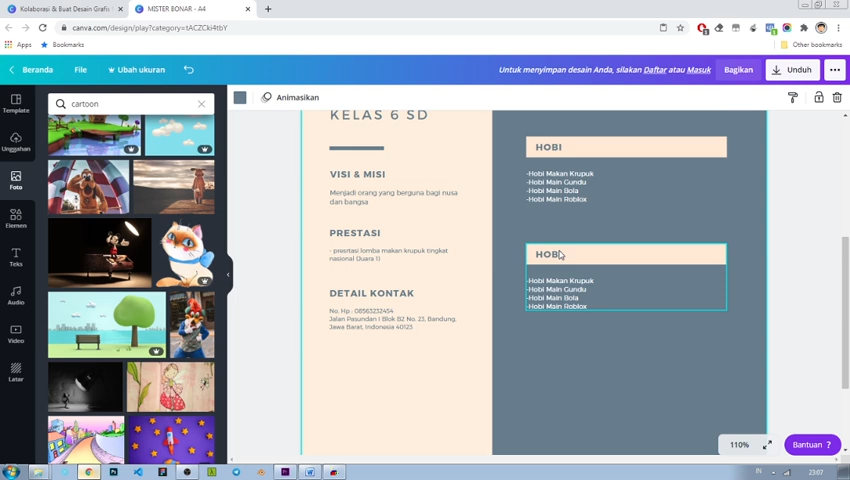 Kolaborasi & Buat Desain Grafis
MISTER BONAR - A4
canva.com/design/play?category=tACZCki4tbY
Apps
Bookmarks
Other bookmarks
Beranda
File
Ubah ukuran
Untuk menyimpan desain Anda, silakan Daftar atau Masuk
Bagikan
Unduh
Template
Unggahan
Foto
Elemen
Teks
Audio
Video
Latar
cartoon
Animasikan
KELAS 6 SD
VISI & MISI
Menjadi orang yang berguna bagi nusa
dan bangsa
PRESTASI
- presrtasi lomba makan krupuk tingkat
nasional (Juara 1)
DETAIL KONTAK
No. Hp : 08563232454
Jalan Pasundan I Blok B2 No. 23, Bandung,
Jawa Barat, Indonesia 40123
HOBI
-Hobi Makan Krupuk
-Hobi Main Gundu
-Hobi Main Bola
-Hobi Main Roblox
HOBI
-Hobi Makan Krupuk
-Hobi Main Gundu
-Hobi Main Bola
-Hobi Main Roblox
110%
Bantuan ?
IN
23:07